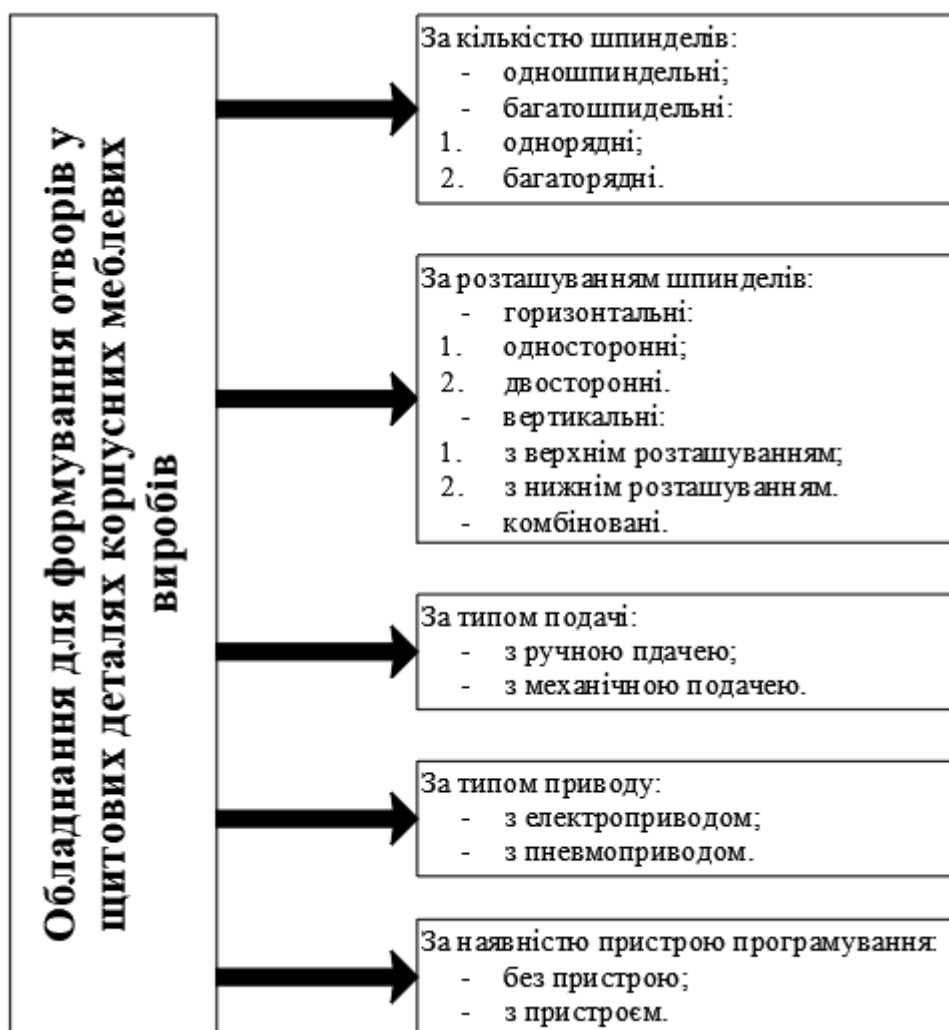 Обладнання для формування отворів у
щитових деталях корпусних меблевих
виробів
За кількістю шпинделів:
- одношпиндельні;
- багатошпидельні:
1. однорядні;
2. багаторядні.
За розташуванням шпинделів:
- горизонтальні:
1. односторонні;
2. двосторонні.
- вертикальні:
1. з верхнім розташуванням;
2. з нижнім розташуванням.
- комбіновані.
За типом подачі:
- з ручною пдачею;
- з механічною подачею.
За типом приводу:
- з електроприводом;
- з пневмоприводом.
За наявністю пристрою програмування:
- без пристрою;
- з пристроєм.